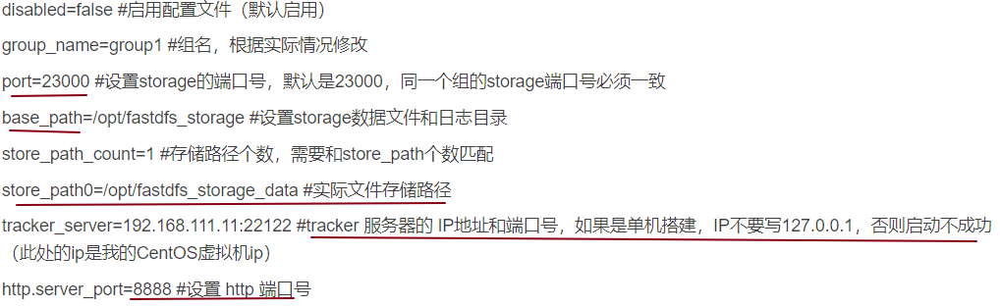 disabled=false #启用配置文件（默认启用）
group_name=group1 #组名，根据实际情况修改
port=23000 #设置storage的端口号，默认是23000，同一个组的storage端口号必须一致
base_path=/opt/fastdfs_storage #设置storage数据文件和日志目录
store_path_count=1 #存储路径个数，需要和store_path个数匹配
store_path0=/opt/fastdfs_storage_data #实际文件存储路径
tracker_server=192.168.111.11:22122 #tracker 服务器的 IP地址和端口号，如果是单机搭建，IP不要写127.0.0.1，否则启动不成功
（此处的ip是我的CentOS虚拟机ip）
http.server_port=8888 #设置 http 端口号